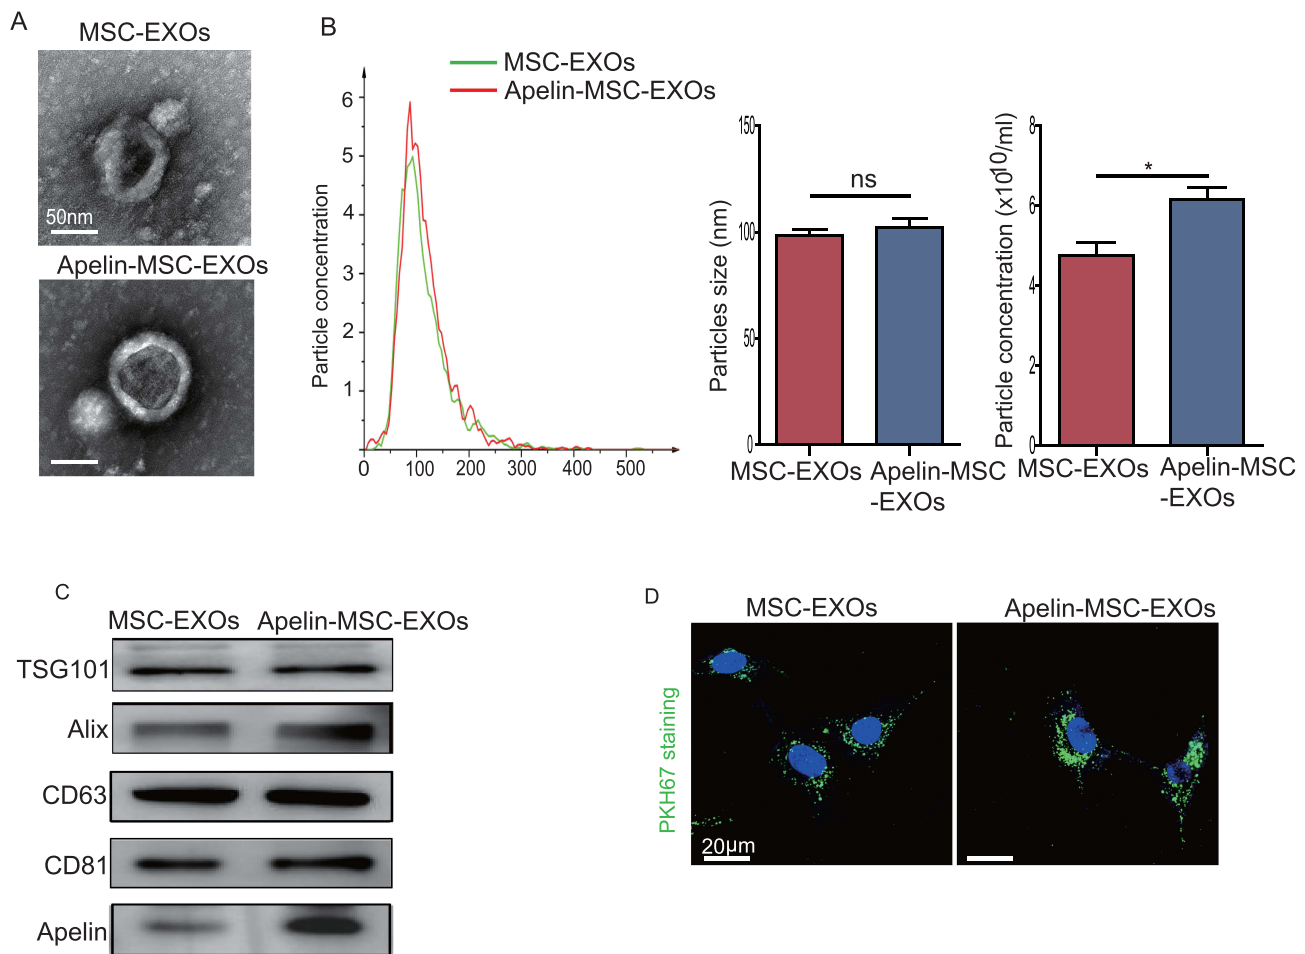 A
MSC-EXOs
50nm
Apelin-MSC-EXOs
B
MSC-EXOs
Apelin-MSC-EXOs
Particle concentration
6
5
4
3
2
1
0 100 200 300 400 500
Particles size (nm)
150
100
50
0
ns
MSC-EXOs Apelin-MSC
-EXOs
Particle concentration (x10^10/ml)
8
6
4
2
0
*
MSC-EXOs Apelin-MSC
-EXOs
C
MSC-EXOs Apelin-MSC-EXOs
TSG101
Alix
CD63
CD81
Apelin
D
MSC-EXOs Apelin-MSC-EXOs
PKH67 staining
20µm